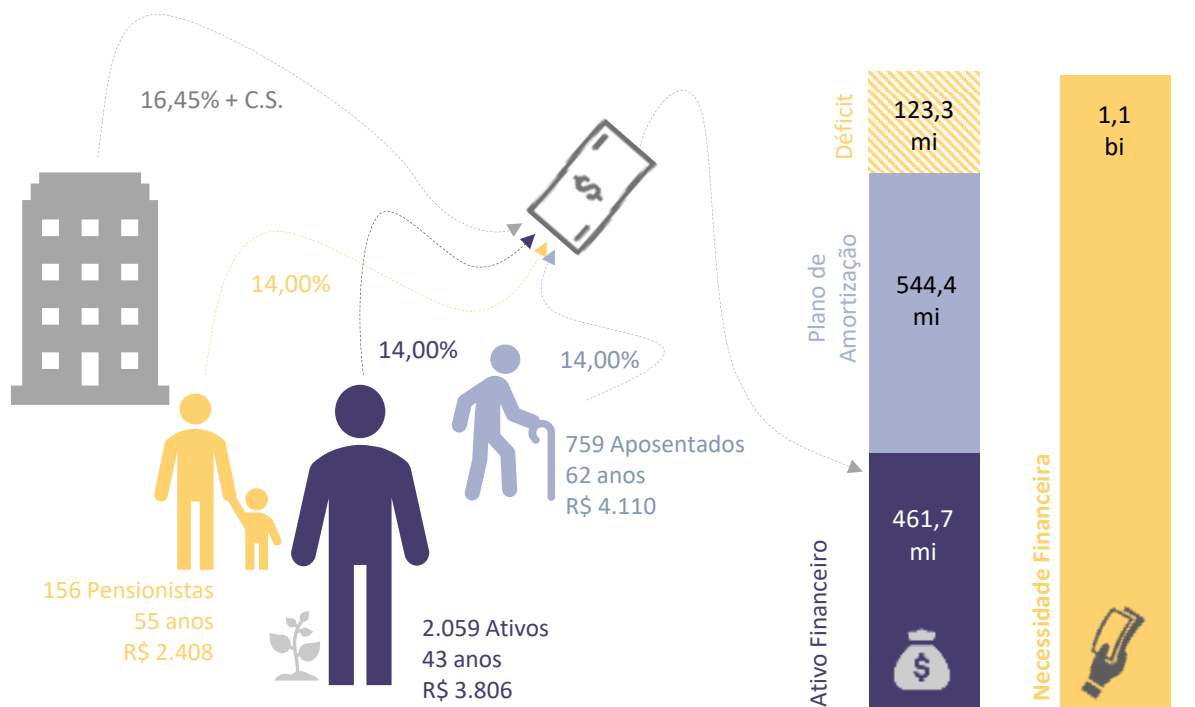 16,45% + C.S.
14,00%
14,00%
14,00%
156 Pensionistas
55 anos
R$ 2.408
2.059 Ativos
43 anos
R$ 3.806
759 Aposentados
62 anos
R$ 4.110
$
Déficit
123,3
mi
Plano de
Amortização
544,4
mi
Ativo Financeiro
461,7
mi
$
Necessidade Financeira
1,1
bi